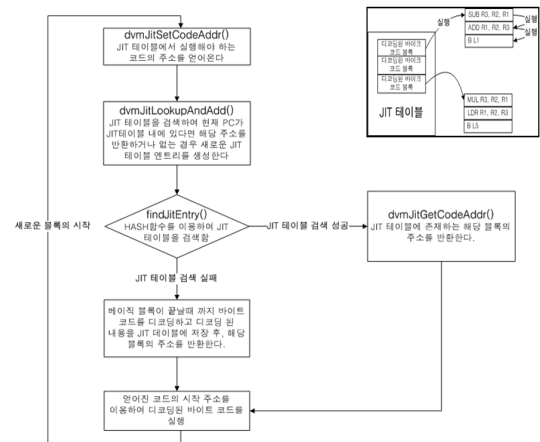 dvmJitSetCodeAddr()
JIT 테이블에서 실행해야 하는
코드의 주소를 얻어온다
dvmJitLookupAndAdd()
JIT 테이블을 검색하여 현재 PC가
JIT테이블 내에 있다면 해당 주소를
반환하거나 없는 경우 새로운 JIT
테이블 엔트리를 생성한다
새로운 블록의 시작
findJitEntry()
HASH함수를 이용하여 JIT
테이블을 검색함
JIT 테이블 검색 성공
dvmJitGetCodeAddr()
JIT 테이블에 존재하는 해당 블록의
주소를 반환한다.
JIT 테이블 검색 실패
베이직 블록이 끝날때 까지 바이트
코드를 디코딩하고 디코딩 된
내용을 JIT 데이블에 저장 후, 해당
블록의 주소를 반환한다.
얻어진 코드의 시작 주소를
이용하여 디코딩된 바이트 코드를
실행
디코딩된 바이크
코드 블록
디코딩된 바이크
코드 블록
디코딩된 바이크
코드 블록
JIT 테이블
실행
SUB R3, R2, R1
ADD R1, R2, R3
B L1
실행
실행
MUL R3, R2, R1
LDR R1, R2, R3
B L5